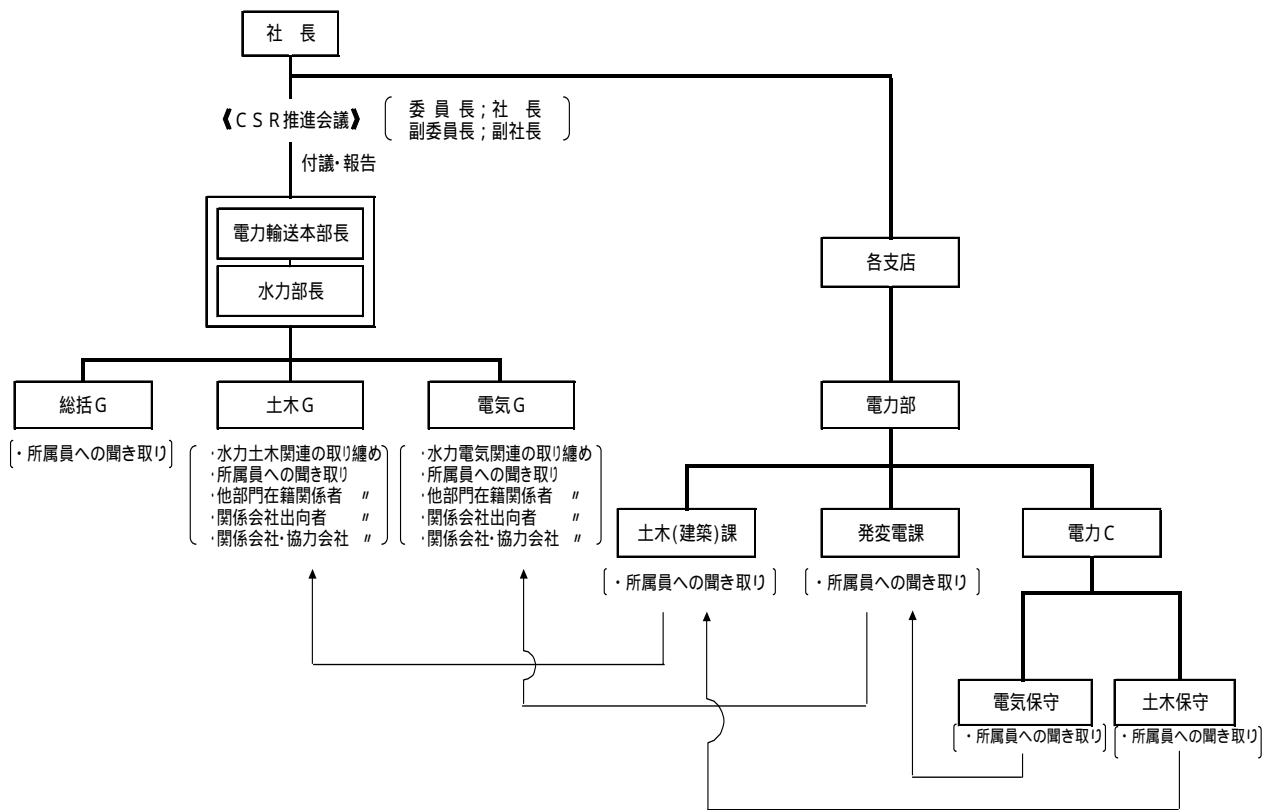 社 長
《CSR推進会議》
委 員 長 ; 社 長
副委員長 ; 副社長
付議・報告
電力輸送本部長
水力部長
各支店
総括G
土木G
電気G
電力部
・所属員への聞き取り
・水力土木関連の取り纏め
・所属員への聞き取り
・他部門在籍関係者 〃
・関係会社出向者 〃
・関係会社・協力会社 〃
・水力電気関連の取り纏め
・所属員への聞き取り
・他部門在籍関係者 〃
・関係会社出向者 〃
・関係会社・協力会社 〃
土木(建築)課
発変電課
電力C
・所属員への聞き取り
・所属員への聞き取り
電気保守
土木保守
・所属員への聞き取り
・所属員への聞き取り